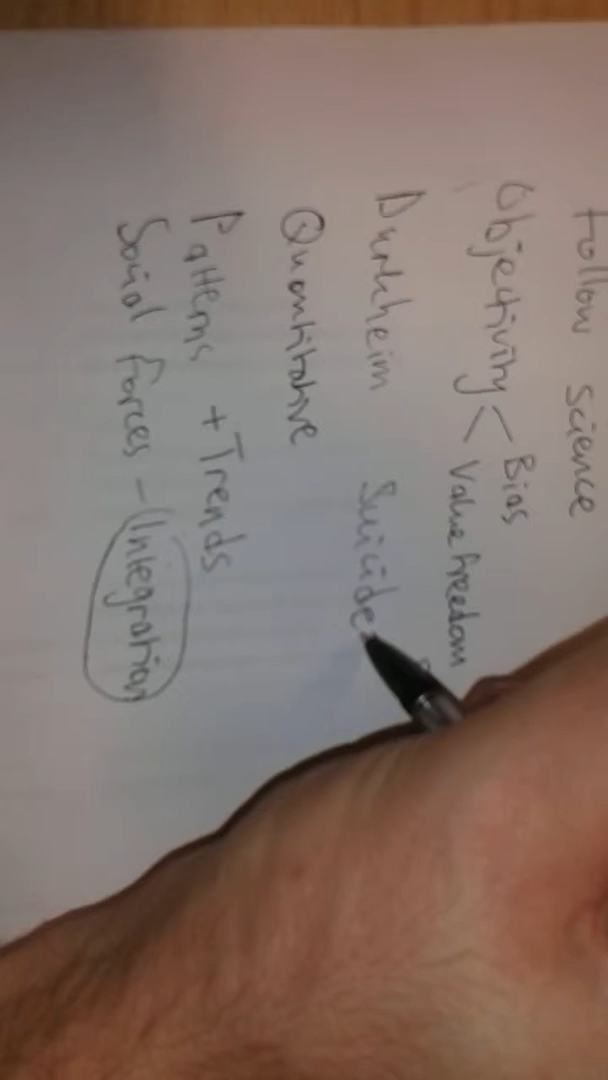 Follow science
Objectivity < Bias
Value freedom
Durkheim Suicide
Quantitative
Patterns + Trends
Social forces - Integration